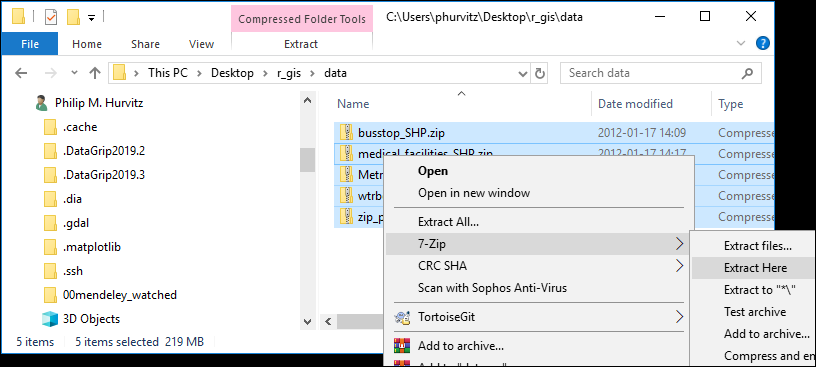 Compressed Folder Tools
C:\Users\phurvitz\Desktop\r_gis\data
File
Home
Share
View
Extract
This PC > Desktop > r_gis > data
Search data
Philip M. Hurvitz
.cache
.DataGrip2019.2
.DataGrip2019.3
.dia
.gdal
.matplotlib
.ssh
00mendeley_watched
3D Objects
Name
Date modified
Type
busstop_SHP.zip
2012-01-17 14:09
Compresse
medical_facilities_SHP.zip
2012-01-17 14:17
Compresse
Metr
Compresse
wtrb
Compresse
zip_p
Compresse
Open
Open in new window
Extract All...
7-Zip
CRC SHA
Scan with Sophos Anti-Virus
TortoiseGit
Add to archive...
Extract files...
Extract Here
Extract to "*\"
Test archive
Add to archive...
Compress and en
5 items
5 items selected 219 MB